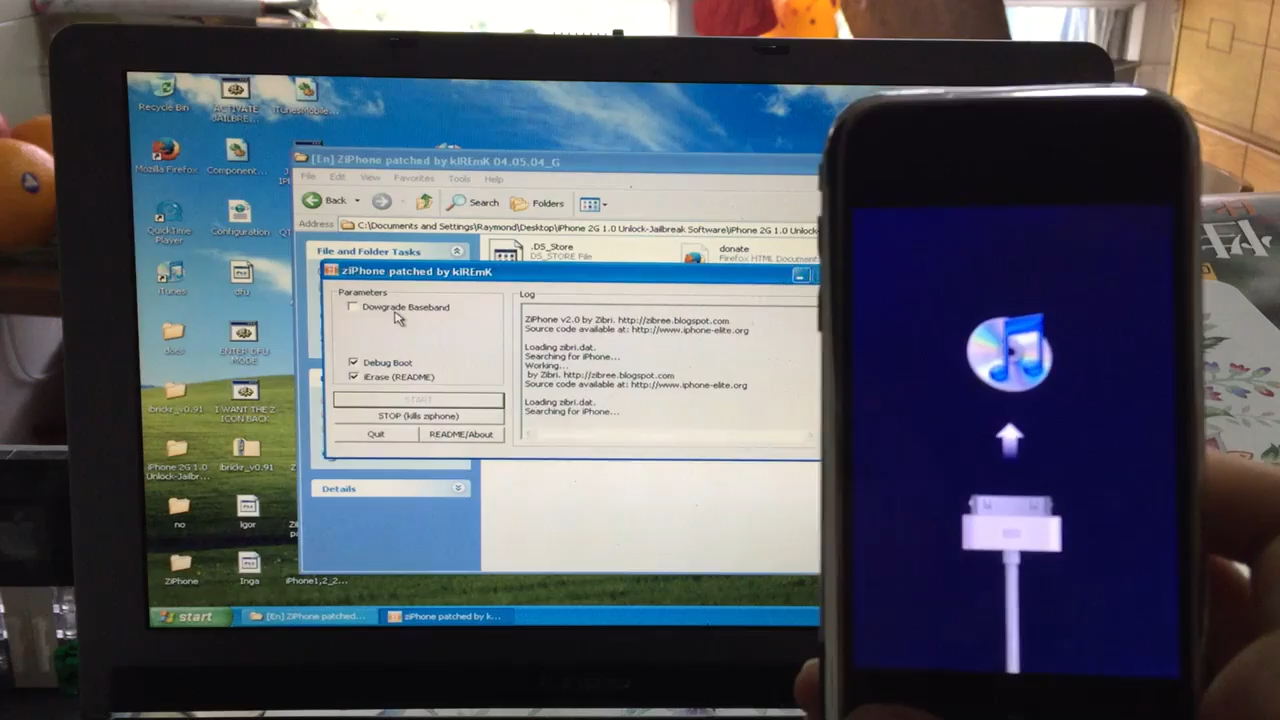 Recycle Bin
ACTIVATE
JAILBRE...
iTunesMobile...
Mozilla Firefox
Component...
QuickTime
Player
Configuration
iTunes
dfu
docs
ENTER DFU
MODE
ibrickr_v0.91
I WANT THE Z
ICON BACK
iPhone 2G 1.0
Unlock-Jailbr...
ibrickr_v0.91
no
Igor
ZiPhone
Inga
iPhone1,2_2...
[En] ZiPhone patched by kIREmK 04.05.04_G
File Edit View Favorites Tools Help
Back Search Folders
Address C:\Documents and Settings\Raymond\Desktop\iPhone 2G 1.0 Unlock-Jailbreak Software\iPhone 2G 1.0 Unlock-
File and Folder Tasks
.DS_Store
DS_STORE File
donate
Firefox HTML Document
ziPhone patched by kIREmK
Parameters
Dowgrade Baseband
Debug Boot
iErase (README)
START
STOP (kills ziphone)
Quit README/About
Log
ZiPhone v2.0 by Zibri. http://zibree.blogspot.com
Source code available at: http://www.iphone-elite.org
Loading zibri.dat.
Searching for iPhone...
Working...
by Zibri. http://zibree.blogspot.com
Source code available at: http://www.iphone-elite.org
Loading zibri.dat.
Searching for iPhone...
Details
start
[En] ZiPhone patched...
ziPhone patched by k...